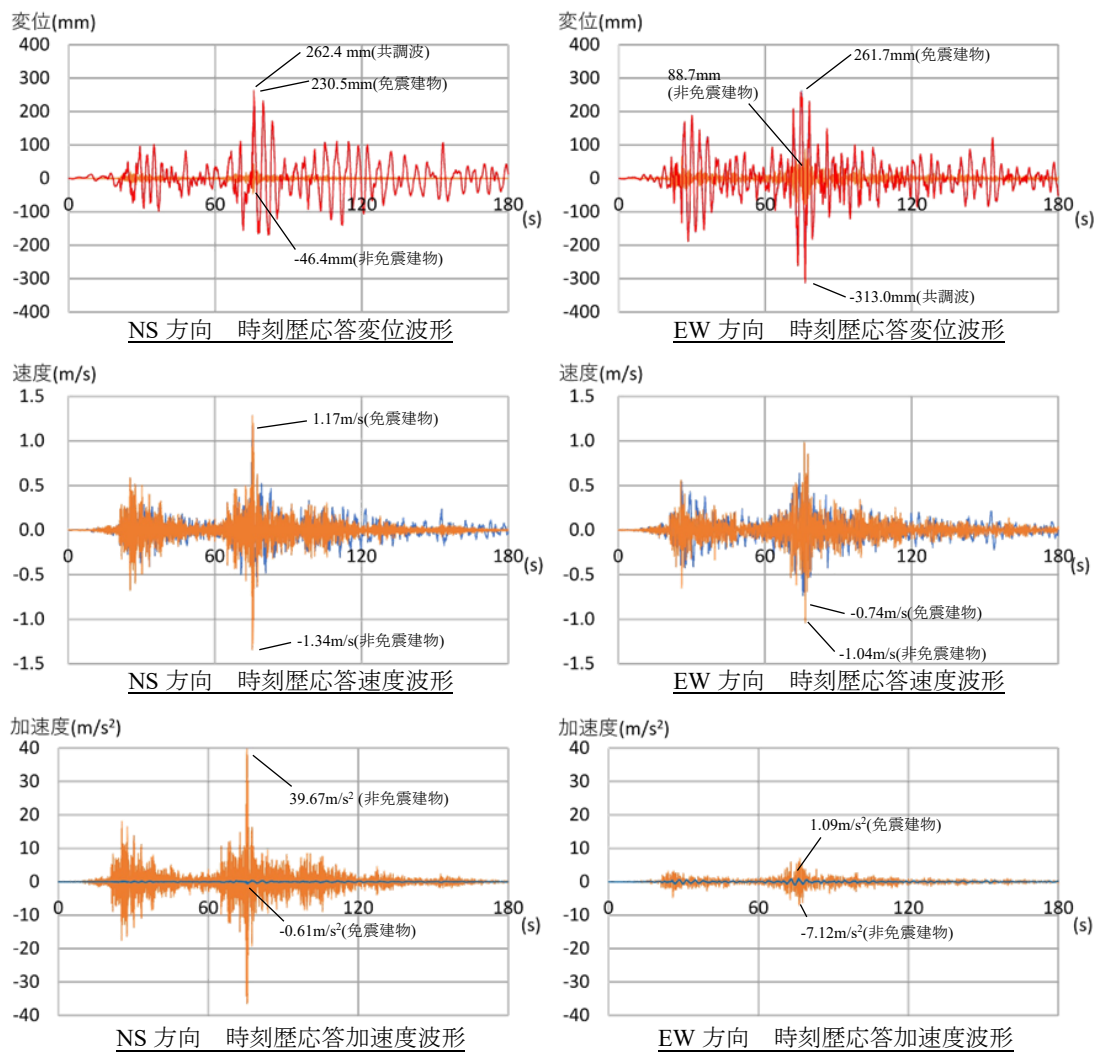 変位(mm)
400
300
200
100
0
-100
-200
-300
-400
0
60
120
180
(s)
262.4 mm(共調波)
230.5mm(免震建物)
-46.4mm(非免震建物)
NS 方向 時刻歴応答変位波形
変位(mm)
400
300
200
100
0
-100
-200
-300
-400
0
60
120
180
(s)
261.7mm(免震建物)
88.7mm
(非免震建物)
-313.0mm(共調波)
EW 方向 時刻歴応答変位波形
速度(m/s)
1.5
1.0
0.5
0.0
-0.5
-1.0
-1.5
0
60
120
180
(s)
1.17m/s(免震建物)
-1.34m/s(非免震建物)
NS 方向 時刻歴応答速度波形
速度(m/s)
1.5
1.0
0.5
0.0
-0.5
-1.0
-1.5
0
60
120
180
(s)
-0.74m/s(免震建物)
-1.04m/s(非免震建物)
EW 方向 時刻歴応答速度波形
加速度(m/s²)
40
30
20
10
0
-10
-20
-30
-40
0
60
120
180
(s)
39.67m/s² (非免震建物)
-0.61m/s²(免震建物)
NS 方向 時刻歴応答加速度波形
加速度(m/s²)
40
30
20
10
0
-10
-20
-30
-40
0
60
120
180
(s)
1.09m/s²(免震建物)
-7.12m/s²(非免震建物)
EW 方向 時刻歴応答加速度波形